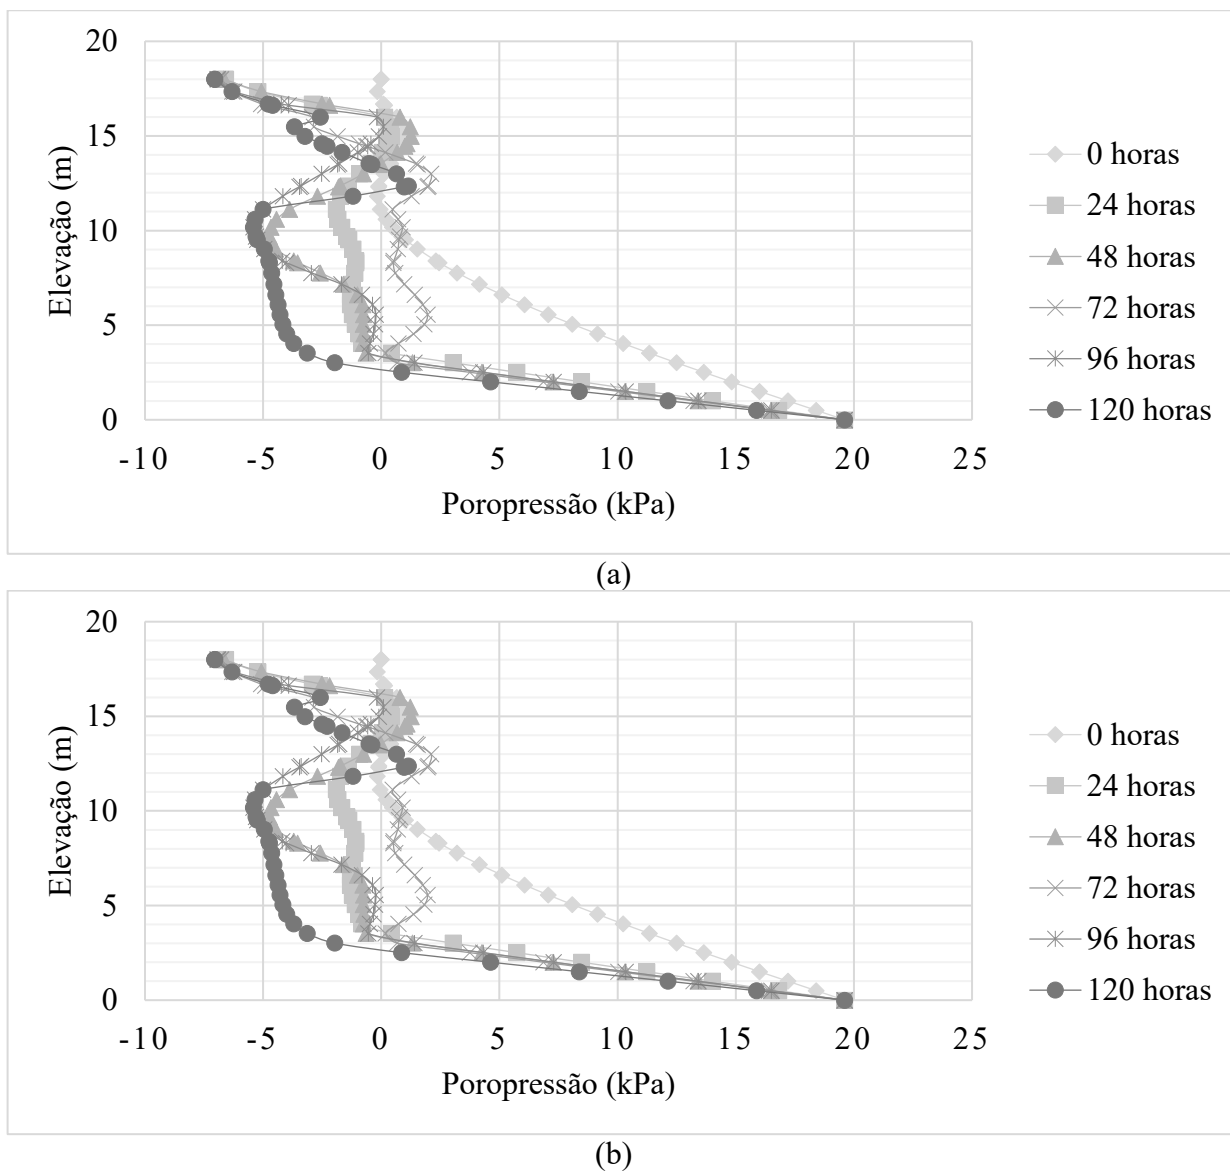 20
15
10
5
0
Elevação (m)
-10 -5 0 5 10 15 20 25
Poropressão (kPa)
0 horas
24 horas
48 horas
72 horas
96 horas
120 horas
(a)
20
15
10
5
0
Elevação (m)
-10 -5 0 5 10 15 20 25
Poropressão (kPa)
0 horas
24 horas
48 horas
72 horas
96 horas
120 horas
(b)